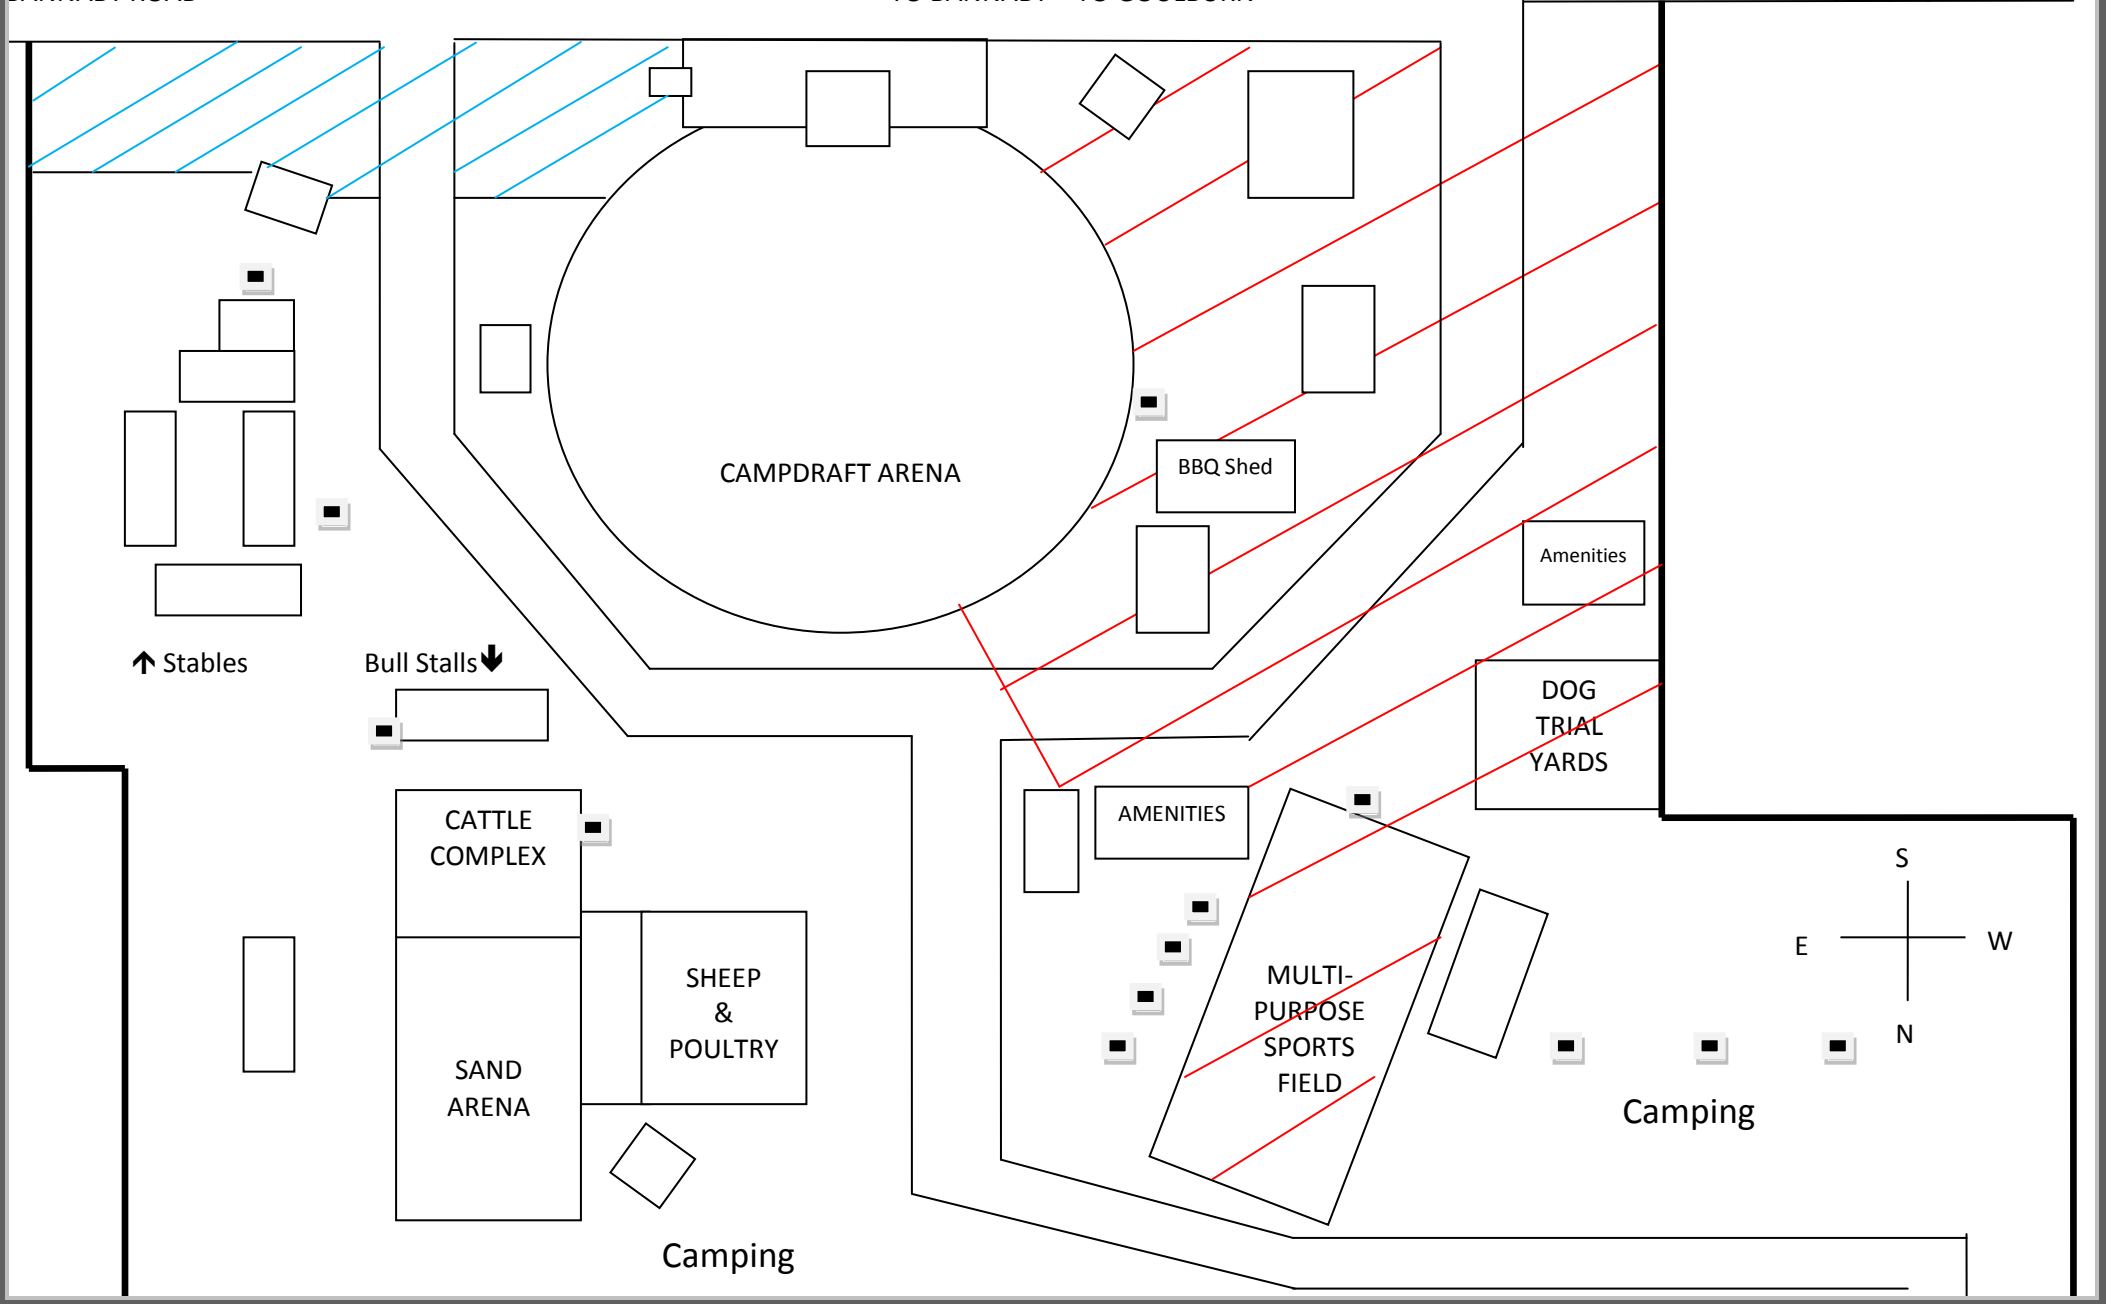 CAMPDRAFT ARENA
BBQ Shed
Amenities
Stables
Bull Stalls
DOG
TRIAL
YARDS
CATTLE
COMPLEX
AMENITIES
S
E
W
N
SHEEP
&
POULTRY
MULTI-
PURPOSE
SPORTS
FIELD
SAND
ARENA
Camping
Camping